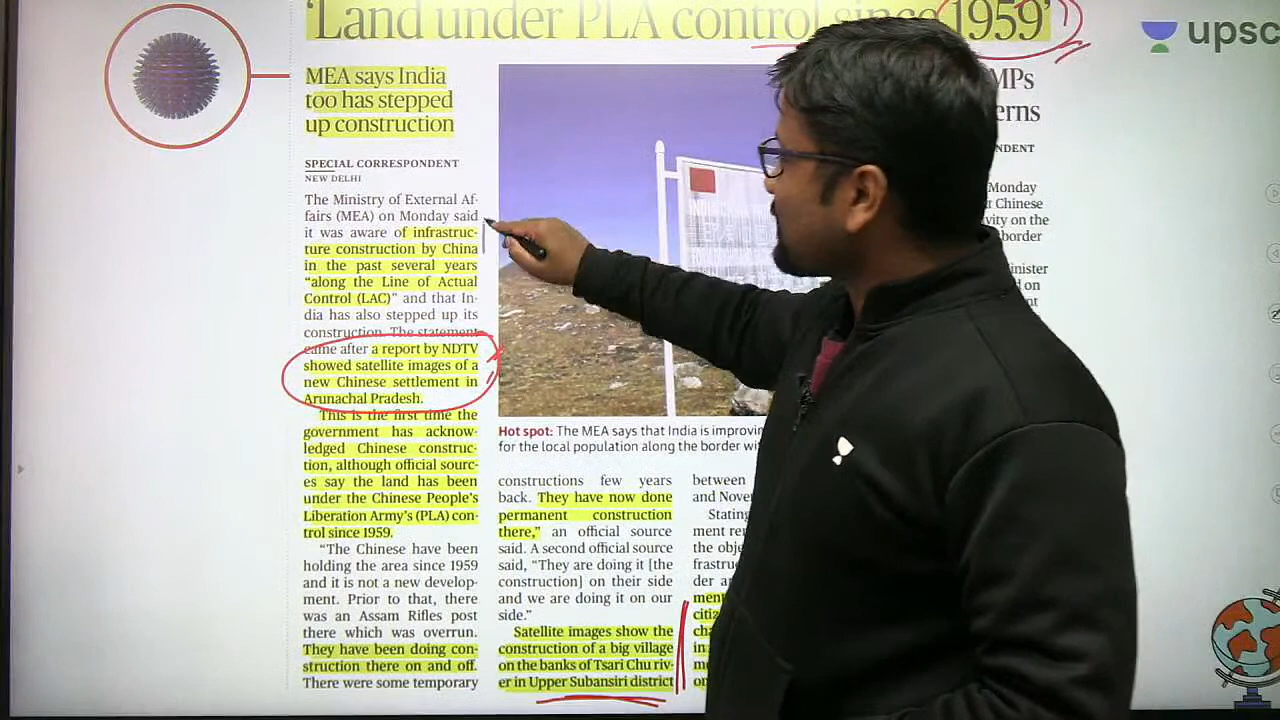 ‘Land under PLA control since 1959’
upsc
MEA says India
too has stepped
up construction
SPECIAL CORRESPONDENT
NEW DELHI
The Ministry of External Af-
fairs (MEA) on Monday said
it was aware of infrastruc-
ture construction by China
in the past several years
“along the Line of Actual
Control (LAC)” and that In-
dia has also stepped up its
construction. The statement
came after a report by NDTV
showed satellite images of a
new Chinese settlement in
Arunachal Pradesh.
This is the first time the
government has acknow-
ledged Chinese construc-
tion, although official sourc-
es say the land has been
under the Chinese People’s
Liberation Army’s (PLA) con-
trol since 1959.
“The Chinese have been
holding the area since 1959
and it is not a new develop-
ment. Prior to that, there
was an Assam Rifles post
there which was overrun.
They have been doing con-
struction there on and off.
There were some temporary
Hot spot: The MEA says that India is improvin
for the local population along the border wi
constructions few years
back. They have now done
permanent construction
there,” an official source
said. A second official source
said, “They are doing it [the
construction] on their side
and we are doing it on our
side.”
Satellite images show the
construction of a big village
on the banks of Tsari Chu riv-
er in Upper Subansiri district
between
and Nove
Stating
ment re
the obje
frastruc
der a
ment
citiz
cha
in
me
on
MPs
erns
NDENT
Monday
t Chinese
vity on the
border
inister
d on
nt